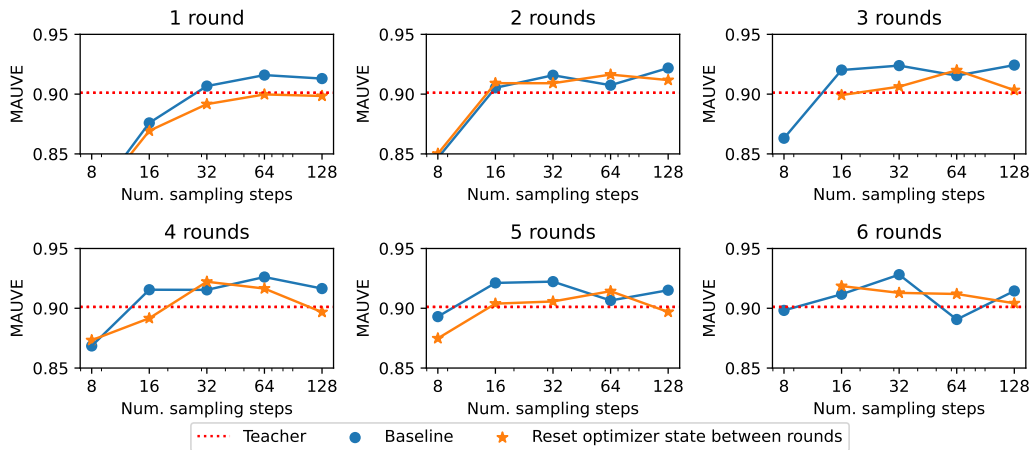 1 round
2 rounds
3 rounds
0.95
0.90
0.85
MAUVE
8 16 32 64 128
Num. sampling steps
0.95
0.90
0.85
MAUVE
8 16 32 64 128
Num. sampling steps
0.95
0.90
0.85
MAUVE
8 16 32 64 128
Num. sampling steps
4 rounds
5 rounds
6 rounds
0.95
0.90
0.85
MAUVE
8 16 32 64 128
Num. sampling steps
0.95
0.90
0.85
MAUVE
8 16 32 64 128
Num. sampling steps
0.95
0.90
0.85
MAUVE
8 16 32 64 128
Num. sampling steps
Teacher Baseline Reset optimizer state between rounds